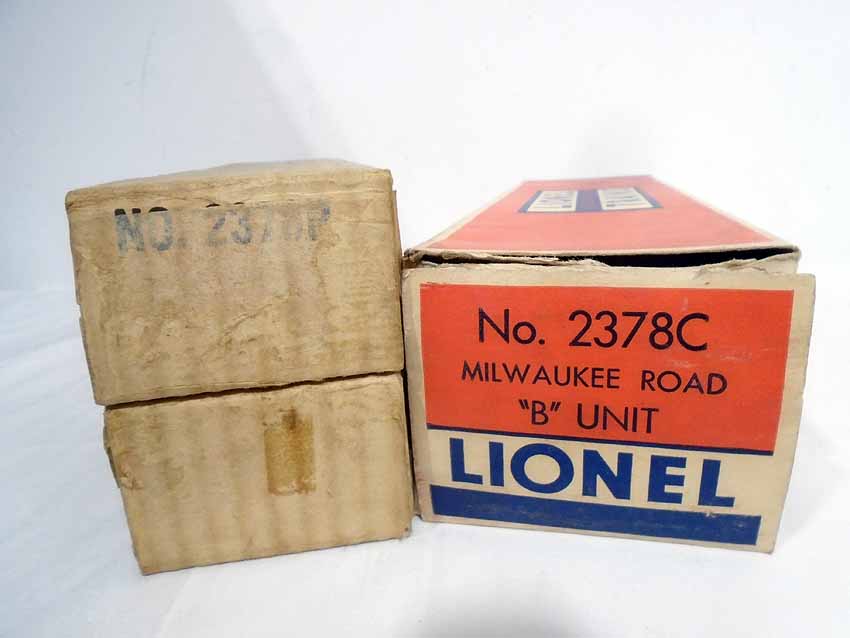 NO. 2378P
No. 2378C
MILWAUKEE ROAD
"B" UNIT
LIONEL